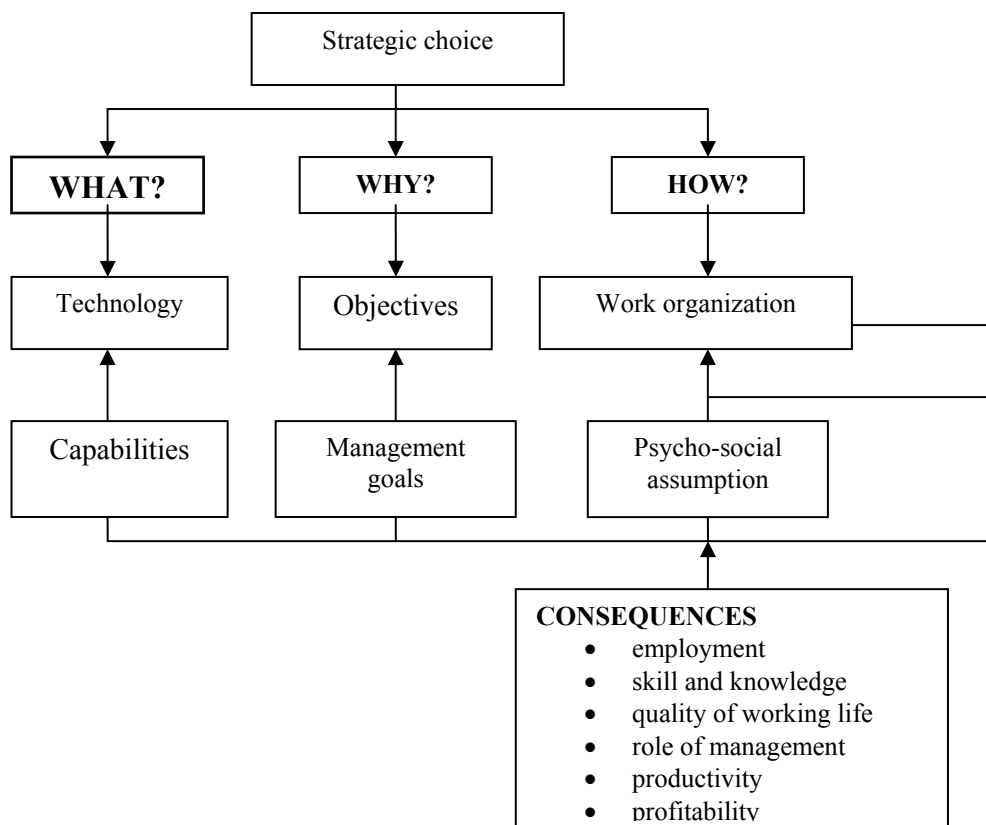 Strategic choice
WHAT?
WHY?
HOW?
Technology
Objectives
Work organization
Capabilities
Management
goals
Psycho-social
assumption
CONSEQUENCES
• employment
• skill and knowledge
• quality of working life
• role of management
• productivity
• profitability